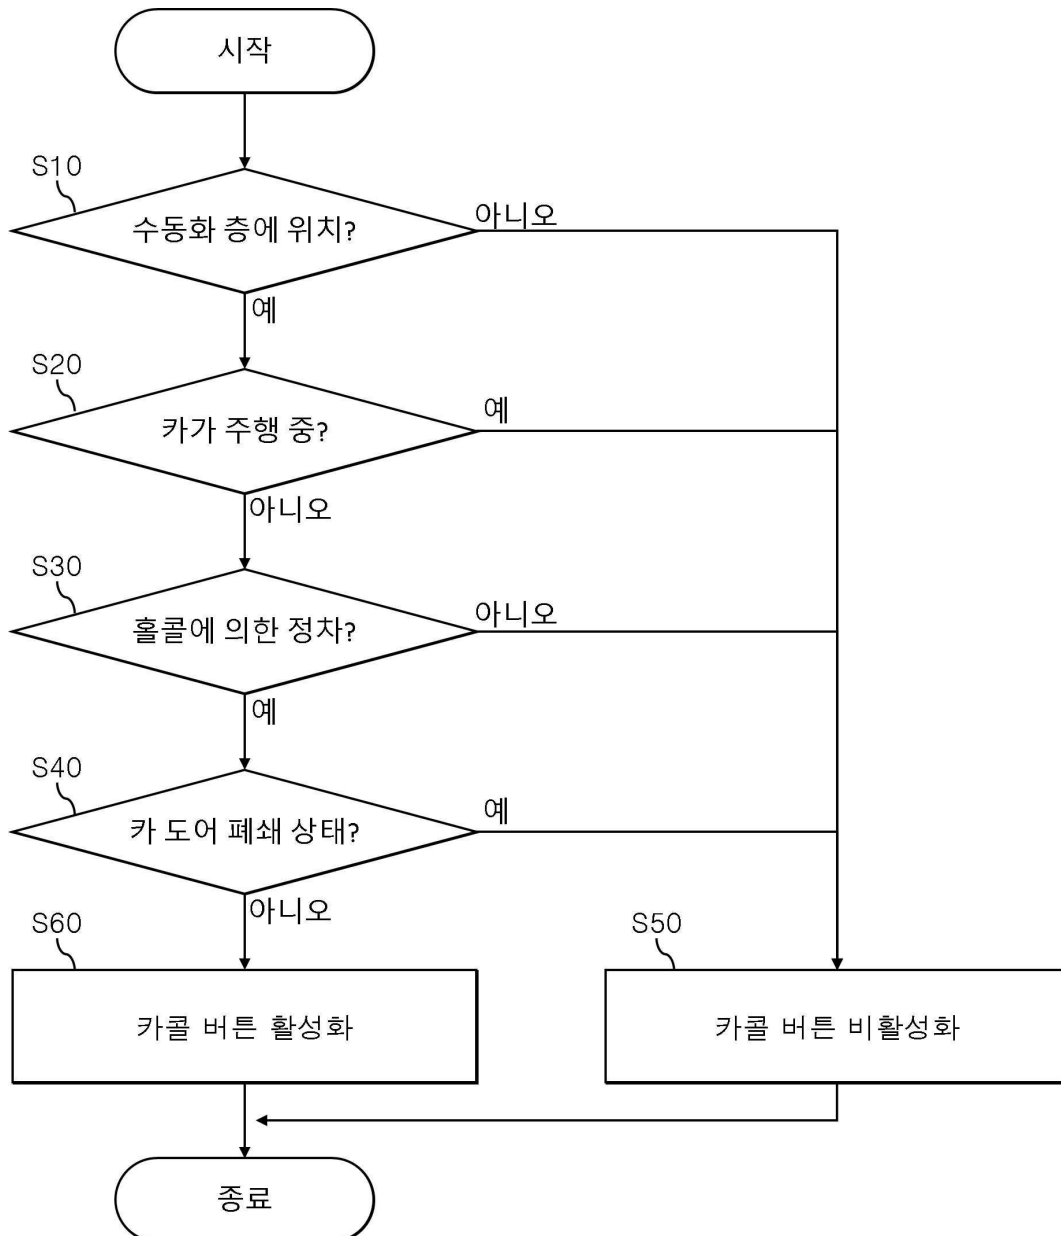 시작
S10
수동화 층에 위치?
아니오
예
S20
카가 주행 중?
예
아니오
S30
홀콜에 의한 정차?
아니오
예
S40
카 도어 폐쇄 상태?
예
아니오
S60
카콜 버튼 활성화
S50
카콜 버튼 비활성화
종료